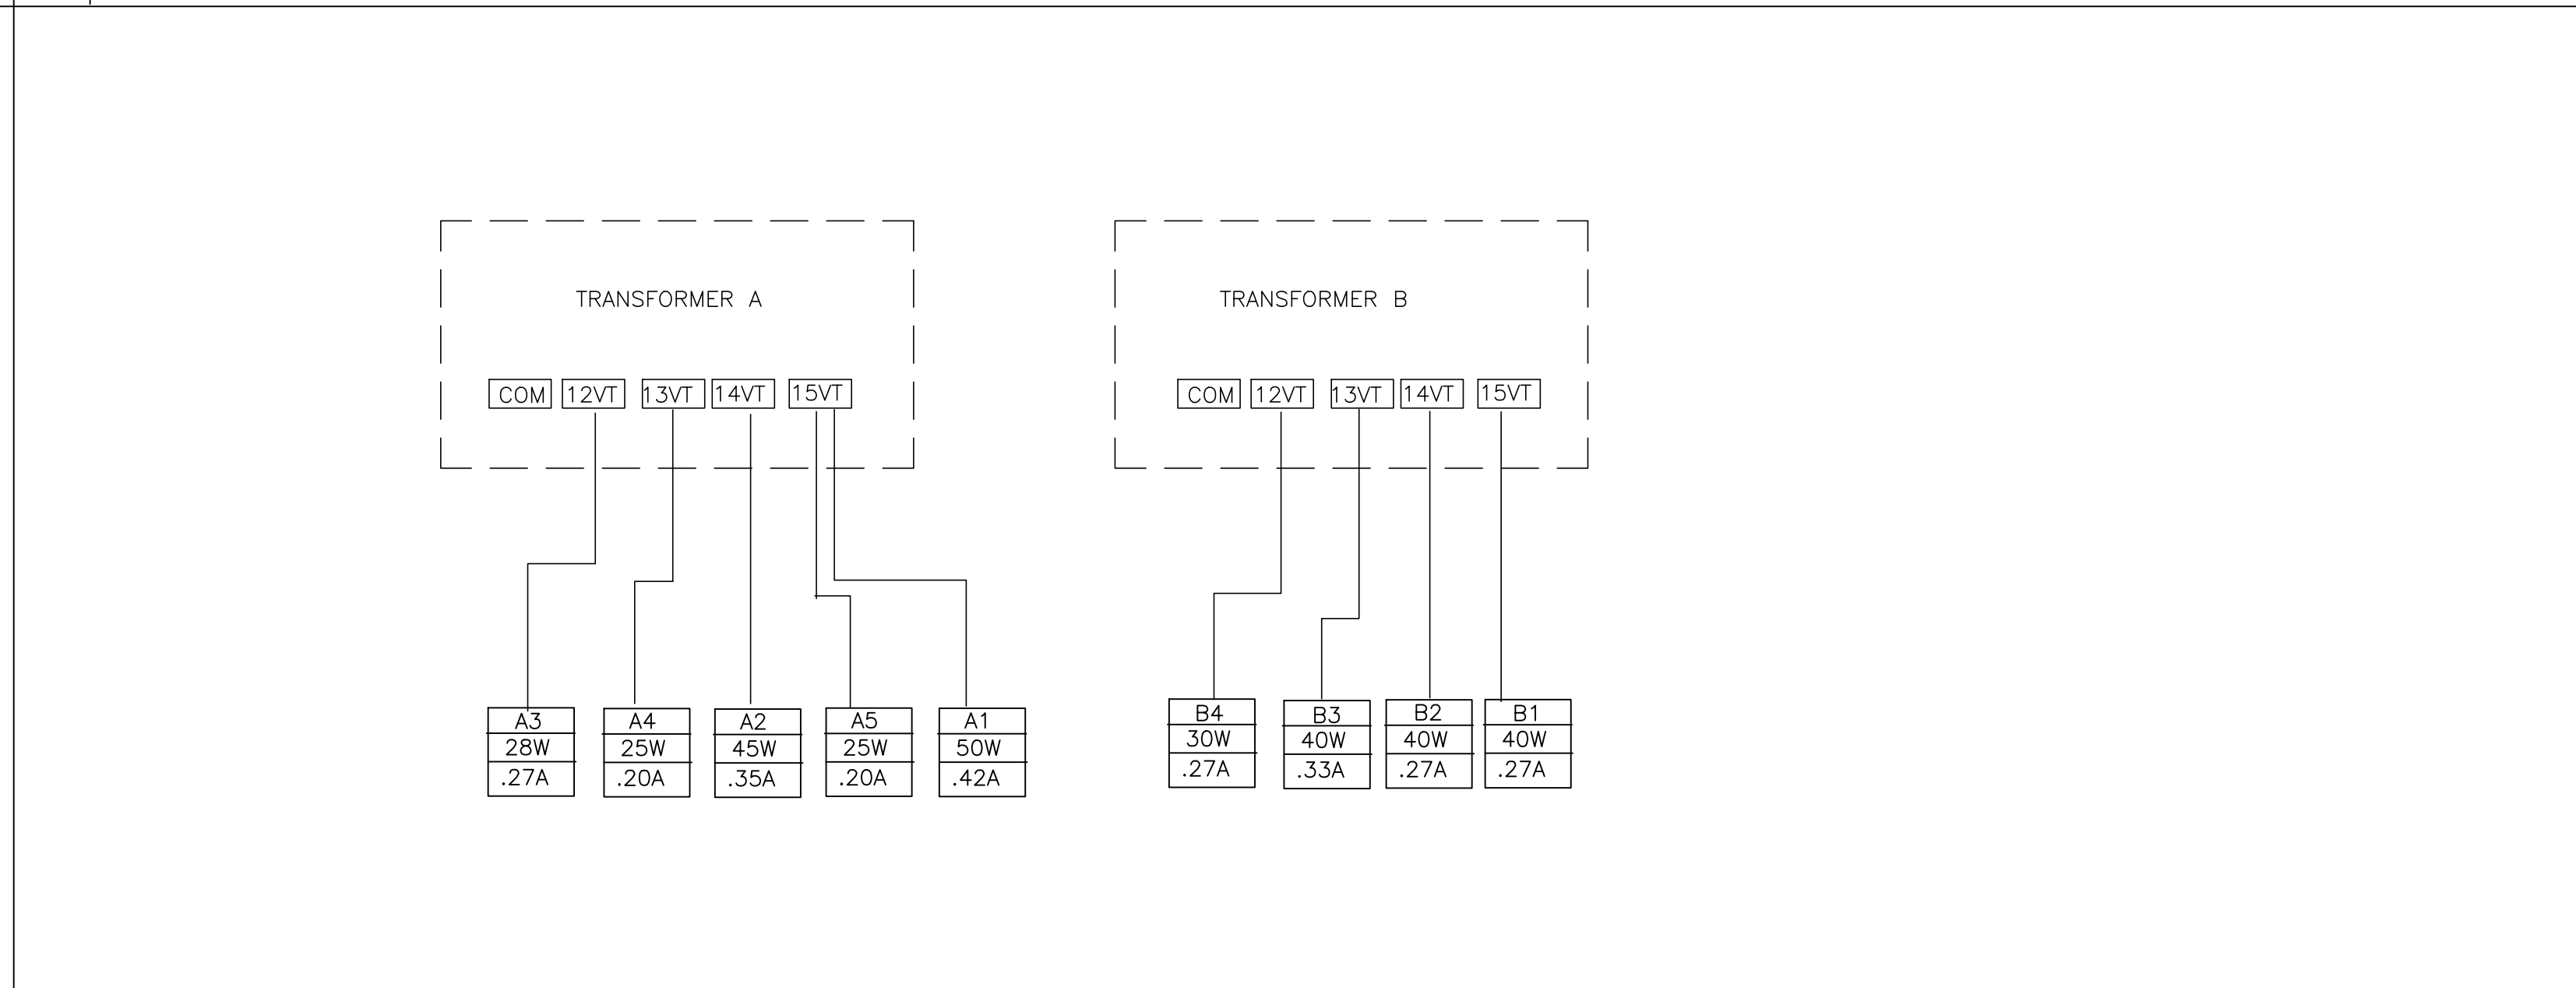 TRANSFORMER A
COM 12VT 13VT 14VT 15VT
A3
28W
.27A
A4
25W
.20A
A2
45W
.35A
A5
25W
.20A
A1
50W
.42A
TRANSFORMER B
COM 12VT 13VT 14VT 15VT
B4
30W
.27A
B3
40W
.33A
B2
40W
.27A
B1
40W
.27A